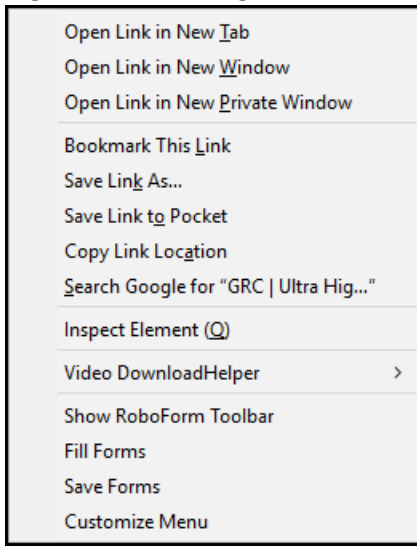 Open Link in New Tab
Open Link in New Window
Open Link in New Private Window
Bookmark This Link
Save Link As...
Save Link to Pocket
Copy Link Location
Search Google for “GRC | Ultra Hig...“
Inspect Element (Q)
Video DownloadHelper >
Show RoboForm Toolbar
Fill Forms
Save Forms
Customize Menu